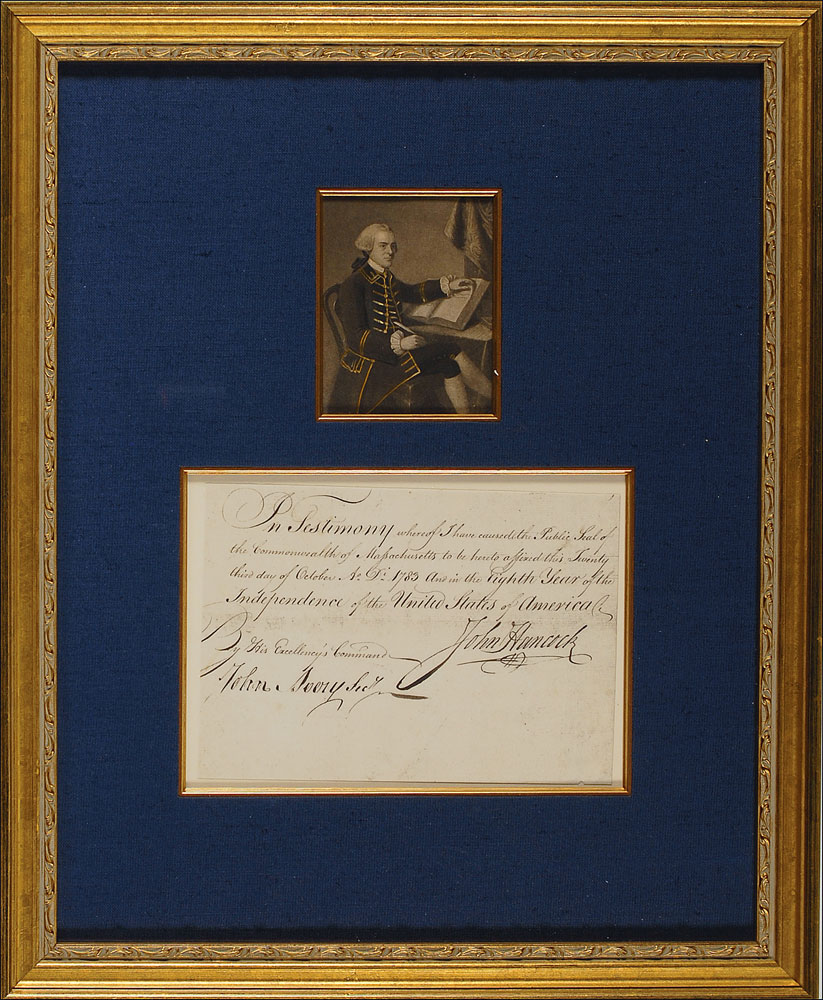 In Testimony whereof I have caused the Public Seal of
the Commonwealth of Massachusetts to be hereto affixed this Twenty
third day of October Ao. Di. 1783 And in the Eighth Year of the
Independence of the United States of America
John Hancock
By His Excellency's Command
John Avery Secy.